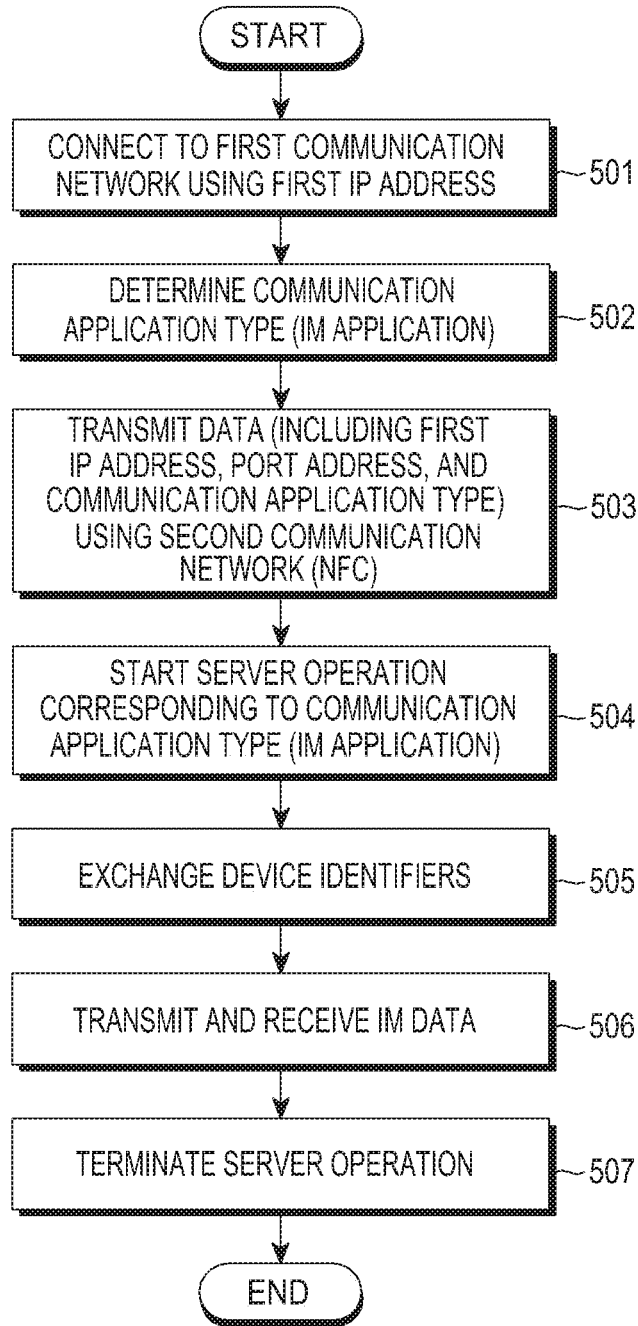 START
CONNECT TO FIRST COMMUNICATION
NETWORK USING FIRST IP ADDRESS
501
DETERMINE COMMUNICATION
APPLICATION TYPE (IM APPLICATION)
502
TRANSMIT DATA (INCLUDING FIRST
IP ADDRESS, PORT ADDRESS, AND
COMMUNICATION APPLICATION TYPE)
USING SECOND COMMUNICATION
NETWORK (NFC)
503
START SERVER OPERATION
CORRESPONDING TO COMMUNICATION
APPLICATION TYPE (IM APPLICATION)
504
EXCHANGE DEVICE IDENTIFIERS
505
TRANSMIT AND RECEIVE IM DATA
506
TERMINATE SERVER OPERATION
507
END